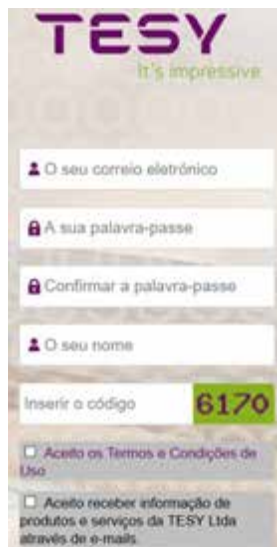 TESY
It's impressive
O seu correio eletrónico
A sua palavra-passe
Confirmar a palavra-passe
O seu nome
Inserir o código 6170
Aceito os Termos e Condições de
Uso
Aceito receber informação de
produtos e serviços da TESY Ltda
através de e-mails.